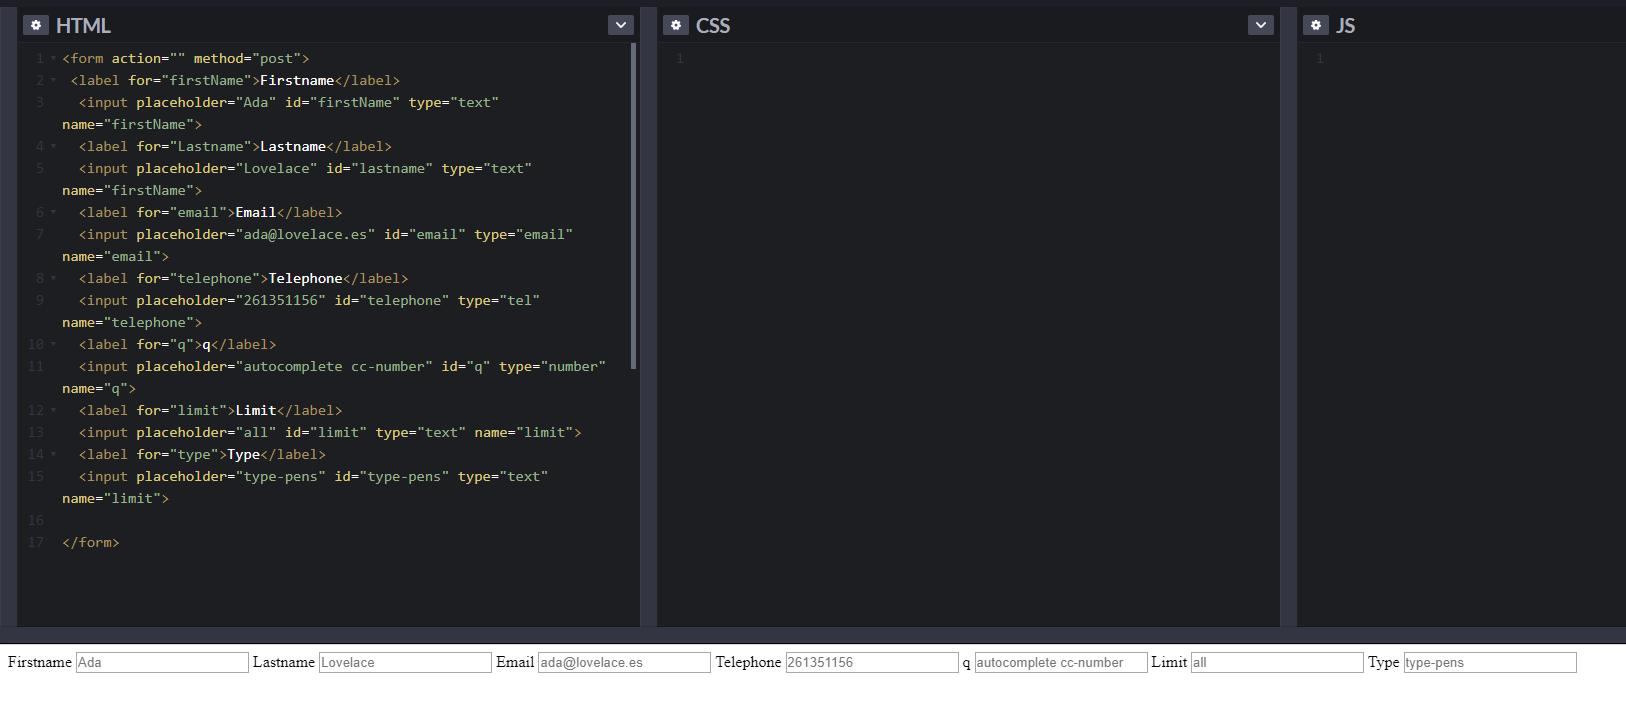 HTML
1 <form action="" method="post">
2 <label for="firstName">Firstname</label>
3 <input placeholder="Ada" id="firstName" type="text"
name="firstName">
4 <label for="Lastname">Lastname</label>
5 <input placeholder="Lovelace" id="lastname" type="text"
name="firstName">
6 <label for="email">Email</label>
7 <input placeholder="ada@lovelace.es" id="email" type="email"
name="email">
8 <label for="telephone">Telephone</label>
9 <input placeholder="261351156" id="telephone" type="tel"
name="telephone">
10 <label for="q">q</label>
11 <input placeholder="autocomplete cc-number" id="q" type="number"
name="q">
12 <label for="limit">Limit</label>
13 <input placeholder="all" id="limit" type="text" name="limit">
14 <label for="type">Type</label>
15 <input placeholder="type-pens" id="type-pens" type="text"
name="limit">
16
17 </form>
CSS
1
JS
1
Firstname Ada Lastname Lovelace Email ada@lovelace.es Telephone 261351156 q autocomplete cc-number Limit all Type type-pens